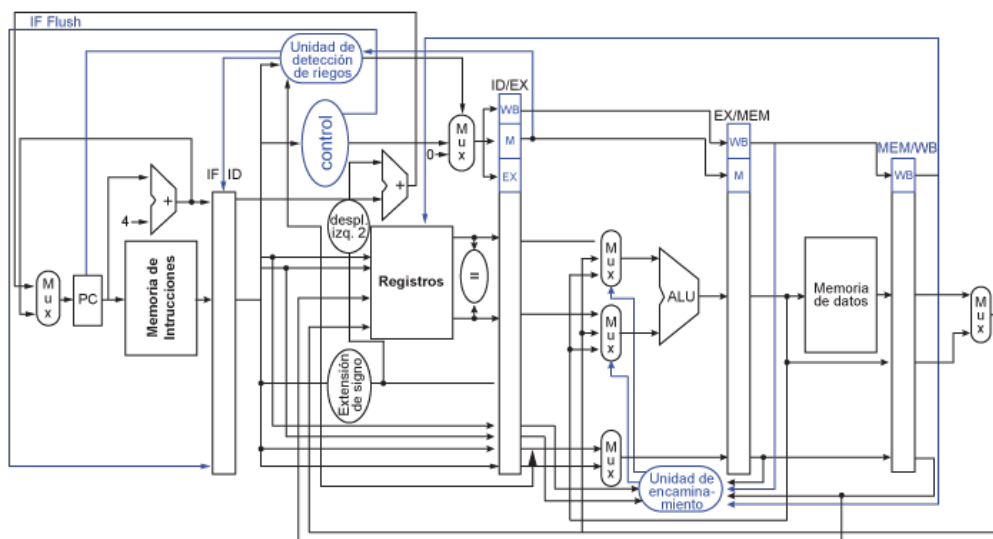 IF Flush
Unidad de
detección
de riegos
ID/EX
WB
EX/MEM
control
Mux
M
WB
MEM/WB
0
IF ID
EX
M
WB
+
+
4
despl.
izq. 2
Mux
Mux
PC
Memoria de
Intrucciones
Registros
=
ALU
Memoria
de datos
Mux
Mux
Extensión
de signo
Mux
Unidad de
encamina-
miento